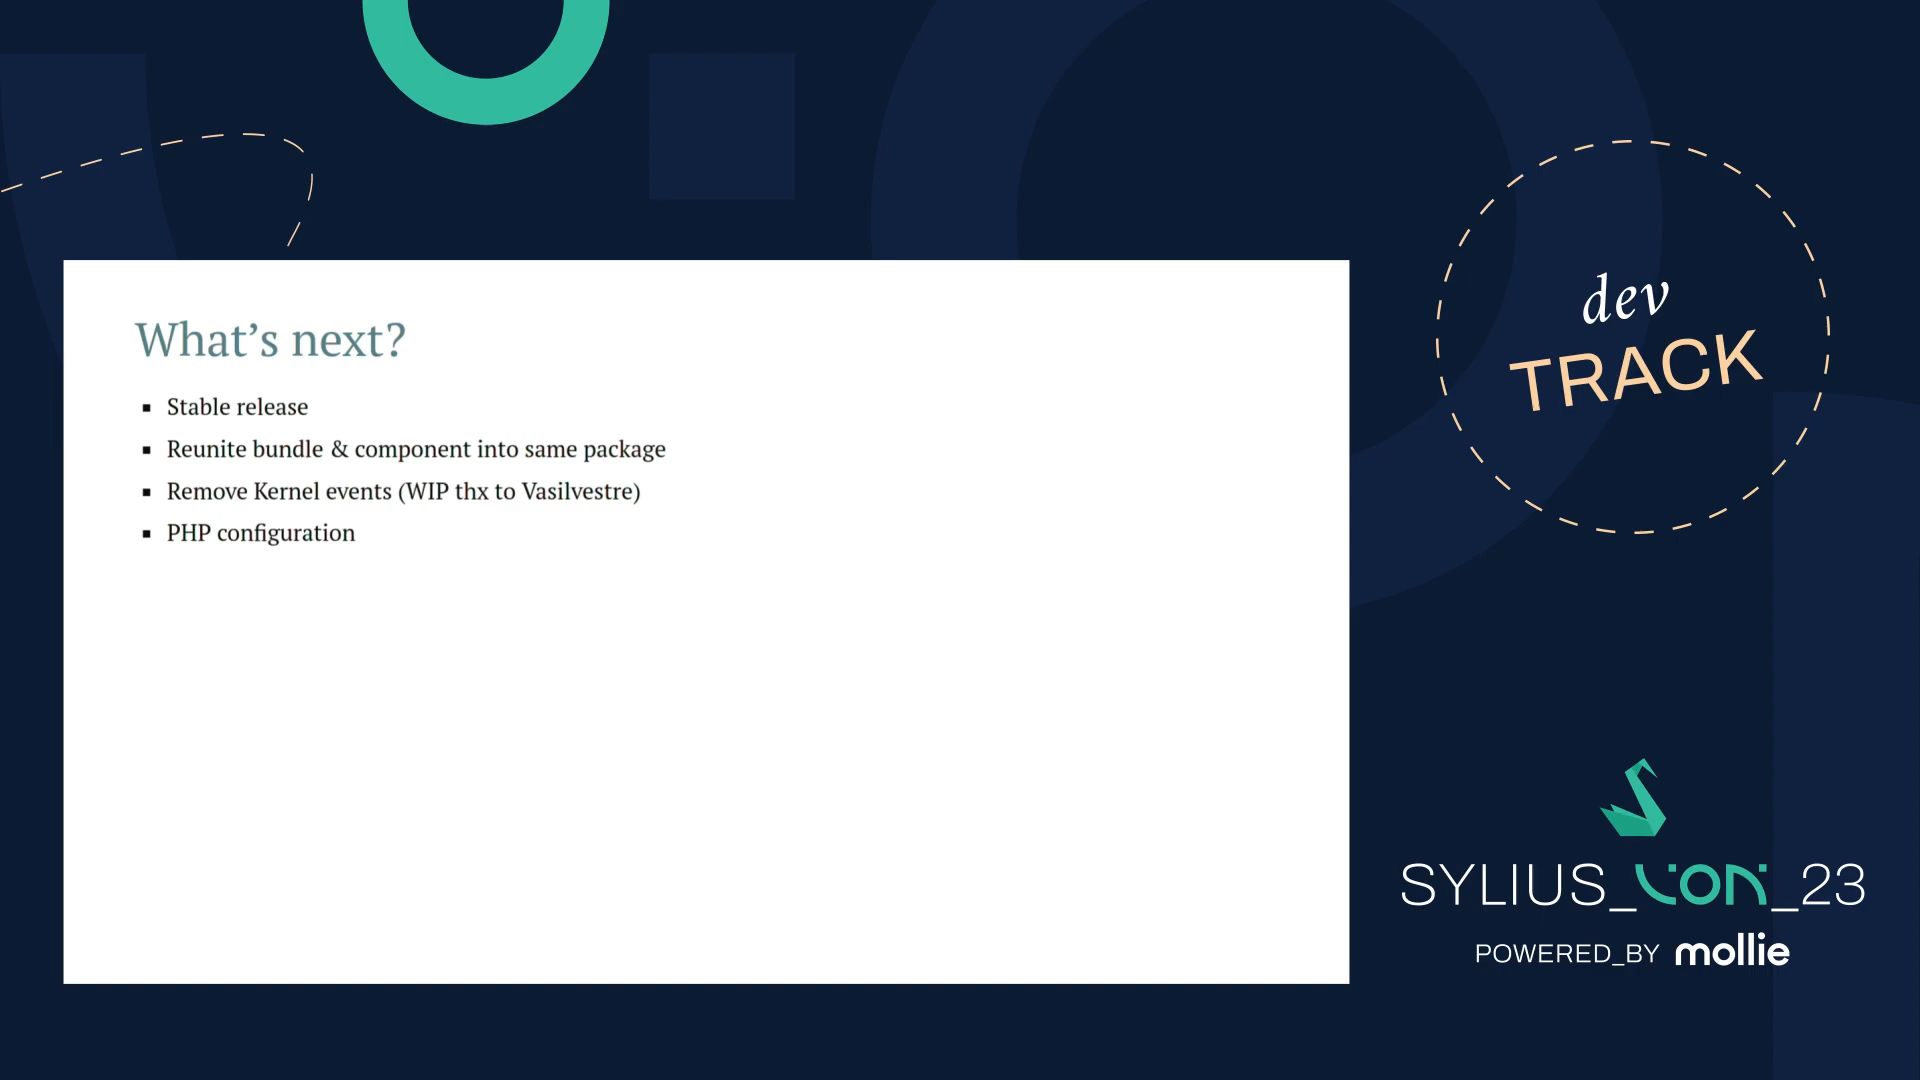 What’s next?
▪ Stable release
▪ Reunite bundle & component into same package
▪ Remove Kernel events (WIP thx to Vasilvestre)
▪ PHP configuration
dev
TRACK
SYLIUS_CON_23
POWERED_BY mollie